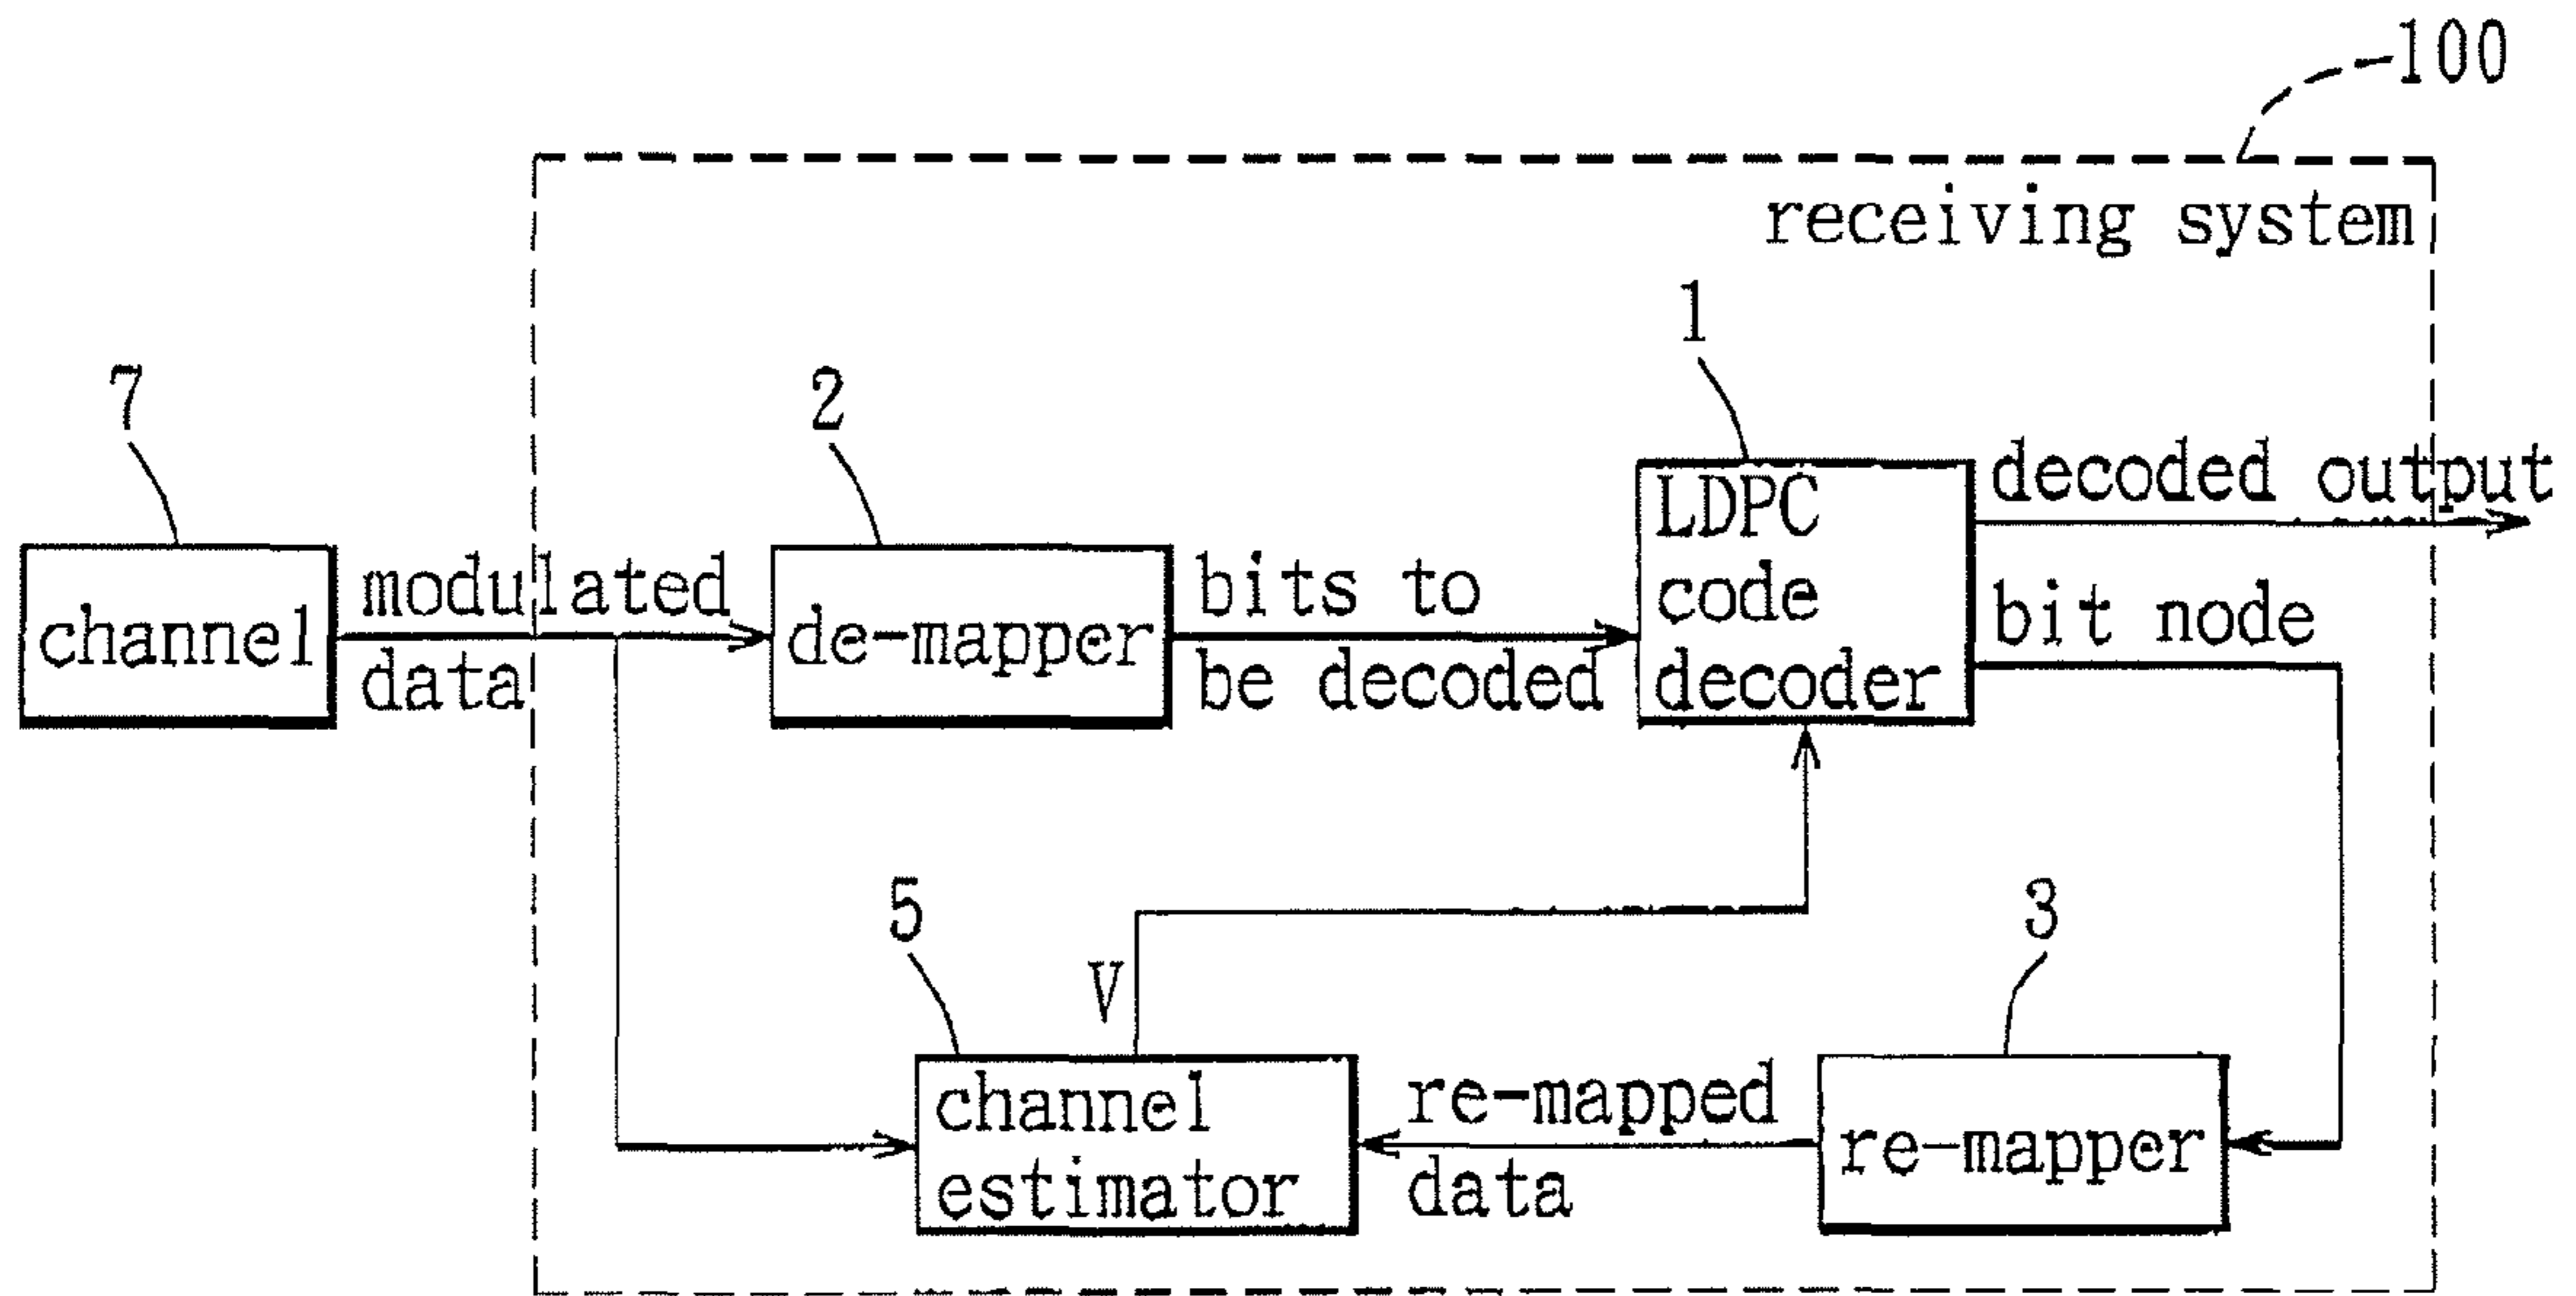 100
receiving system
1
7
2
decoded output
LDPC
code
decoder
modulated
data
channel
de-mapper
bits to
be decoded
bit node
5
V
3
channel
estimator
re-mapped
data
re-mapper